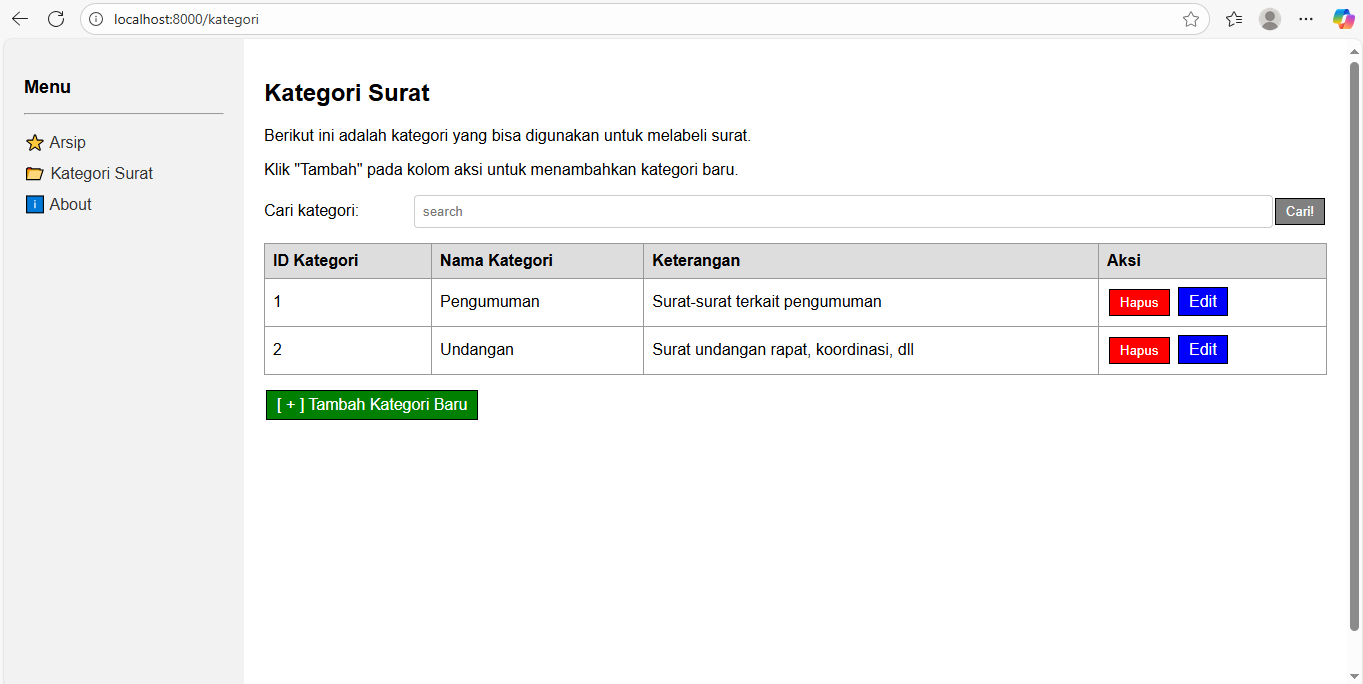 localhost:8000/kategori
Menu
Arsip
Kategori Surat
About
Kategori Surat
Berikut ini adalah kategori yang bisa digunakan untuk melabeli surat.
Klik "Tambah" pada kolom aksi untuk menambahkan kategori baru.
Cari kategori: search Cari!
ID Kategori Nama Kategori Keterangan Aksi
1 Pengumuman Surat-surat terkait pengumuman Hapus Edit
2 Undangan Surat undangan rapat, koordinasi, dll Hapus Edit
[ + ] Tambah Kategori Baru